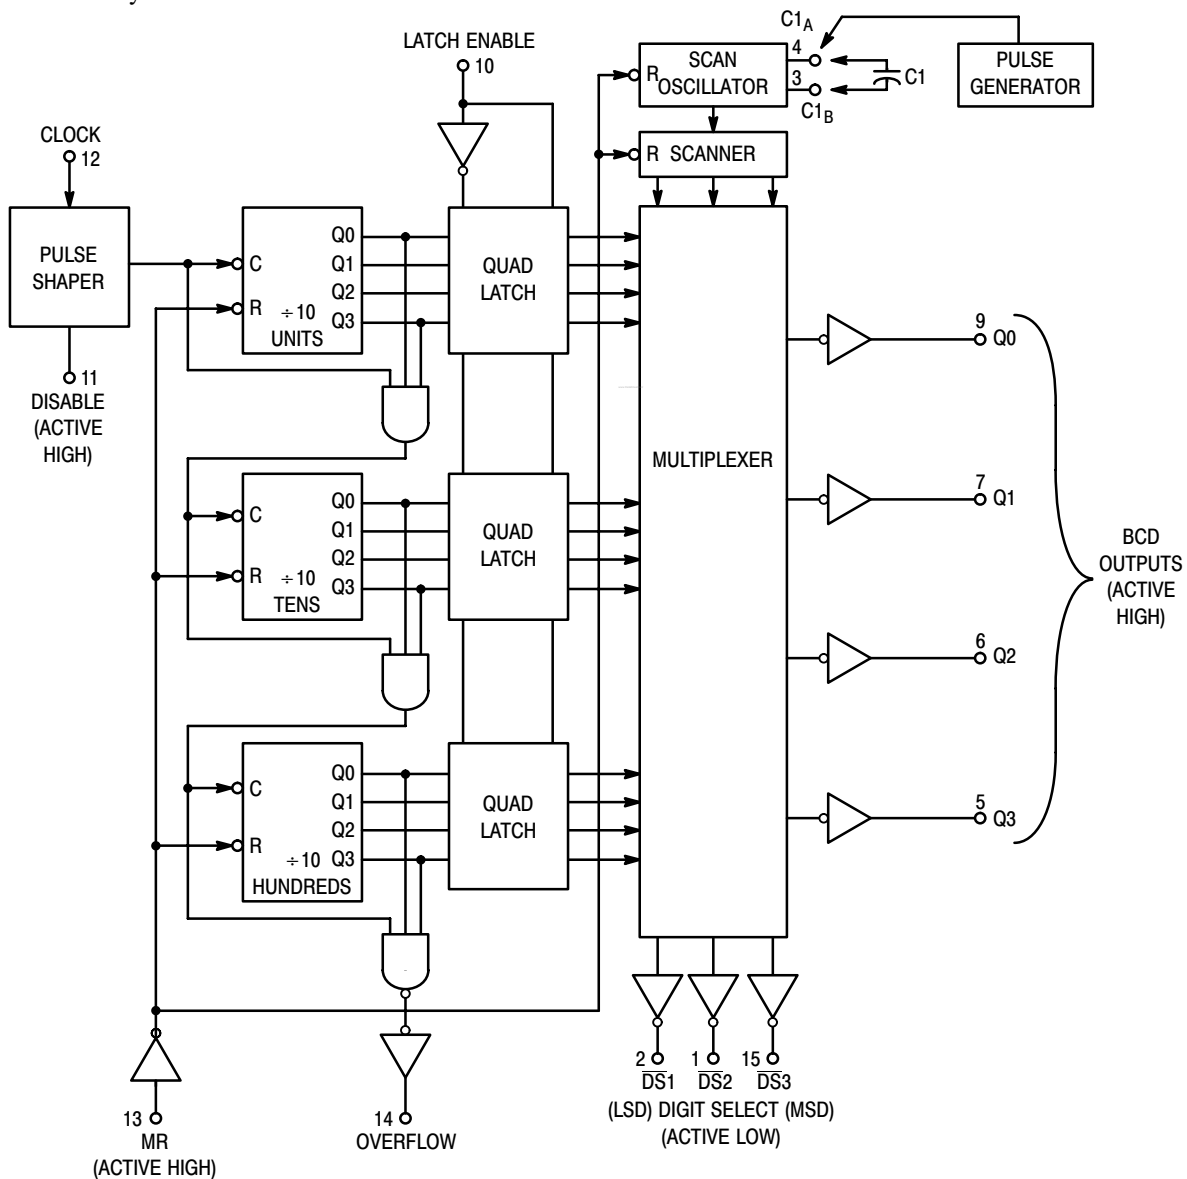 LATCH ENABLE
10
C1A
4
3
C1B
C1
R
SCAN
OSCILLATOR
PULSE
GENERATOR
CLOCK
12
R SCANNER
PULSE
SHAPER
11
DISABLE
(ACTIVE
HIGH)
C
R
÷10
UNITS
Q0
Q1
Q2
Q3
QUAD
LATCH
C
R
÷10
TENS
Q0
Q1
Q2
Q3
QUAD
LATCH
C
R
÷10
HUNDREDS
Q0
Q1
Q2
Q3
QUAD
LATCH
MULTIPLEXER
9
Q0
7
Q1
6
Q2
5
Q3
BCD
OUTPUTS
(ACTIVE
HIGH)
13
MR
(ACTIVE HIGH)
14
OVERFLOW
2
DS1
1
DS2
15
DS3
(LSD) DIGIT SELECT (MSD)
(ACTIVE LOW)